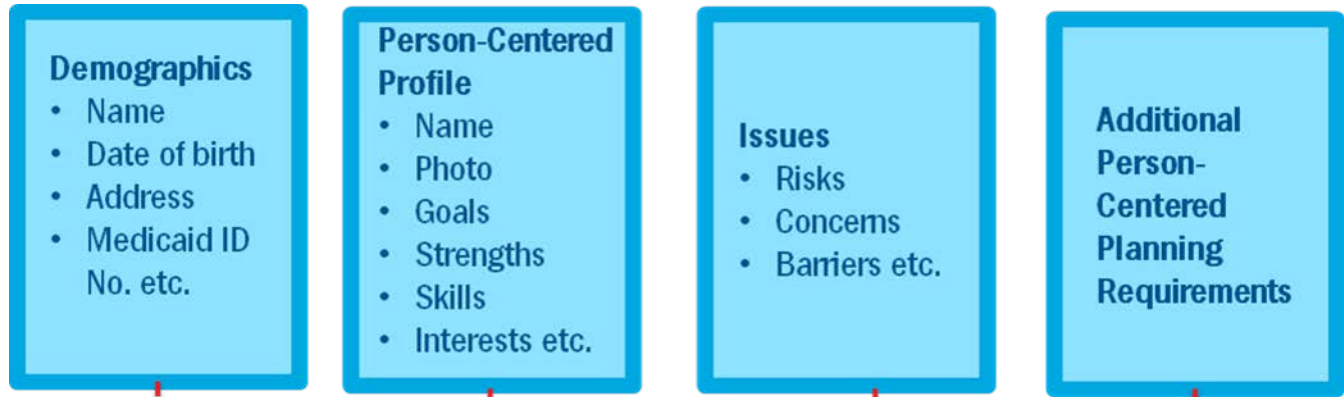 Demographics
• Name
• Date of birth
• Address
• Medicaid ID
No. etc.
Person-Centered
Profile
• Name
• Photo
• Goals
• Strengths
• Skills
• Interests etc.
Issues
• Risks
• Concerns
• Barriers etc.
Additional
Person-
Centered
Planning
Requirements